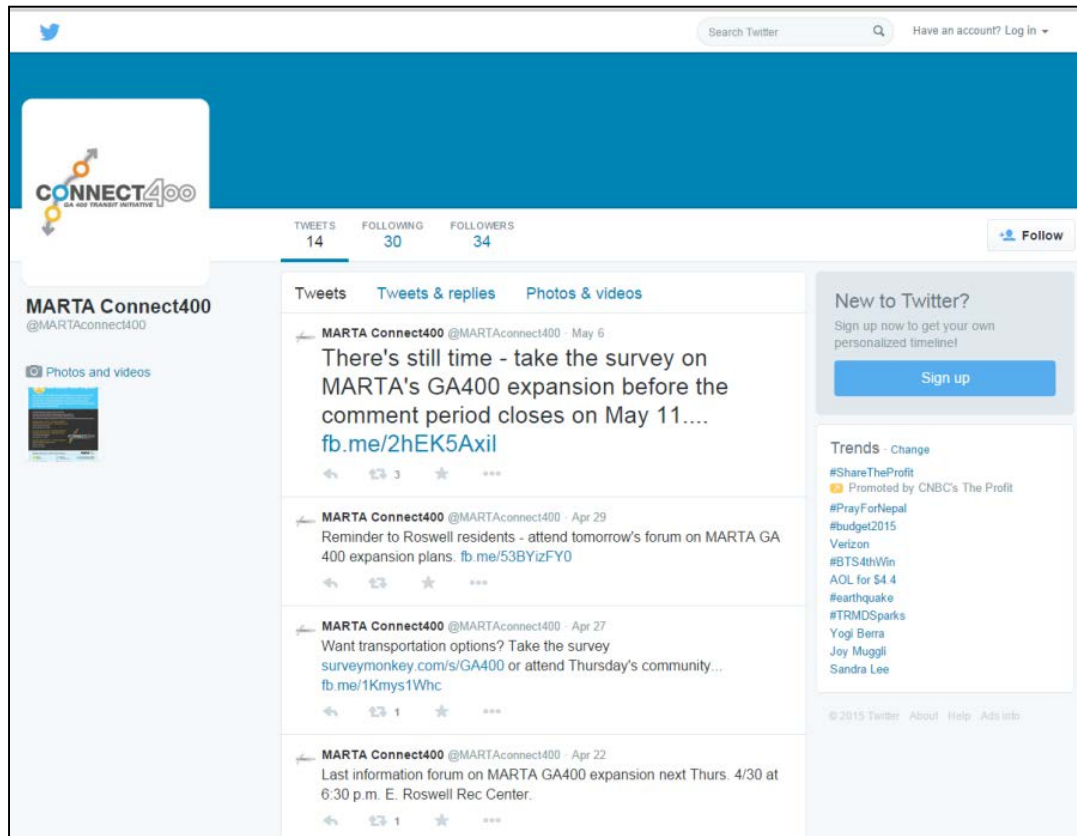 Search Twitter
Have an account? Log in
CONNECT400
GA 400 TRANSIT INITIATIVE
TWEETS
14
FOLLOWING
30
FOLLOWERS
34
Follow
MARTA Connect400
@MARTAconnect400
Photos and videos
Tweets Tweets & replies Photos & videos
MARTA Connect400 @MARTAconnect400 · May 6
There's still time - take the survey on
MARTA's GA400 expansion before the
comment period closes on May 11....
fb.me/2hEK5AxiI
3
MARTA Connect400 @MARTAconnect400 · Apr 29
Reminder to Roswell residents - attend tomorrow's forum on MARTA GA
400 expansion plans. fb.me/53BYizFY0
MARTA Connect400 @MARTAconnect400 · Apr 27
Want transportation options? Take the survey
surveymonkey.com/s/GA400 or attend Thursday's community...
fb.me/1Kmys1Whc
1
MARTA Connect400 @MARTAconnect400 · Apr 22
Last information forum on MARTA GA400 expansion next Thurs. 4/30 at
6:30 p.m. E. Roswell Rec Center.
1
New to Twitter?
Sign up now to get your own
personalized timeline!
Sign up
Trends · Change
#ShareTheProfit
Promoted by CNBC's The Profit
#PrayForNepal
#budget2015
Verizon
#BTS4thWin
AOL for $4.4
#earthquake
#TRMDSparks
Yogi Berra
Joy Muggli
Sandra Lee
© 2015 Twitter About Help Ads info